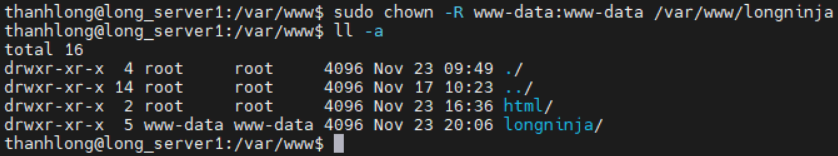 thanhlong@long_server1:/var/www$ sudo chown -R www-data:www-data /var/www/longninja
thanhlong@long_server1:/var/www$ ll -a
total 16
drwxr-xr-x  4 root     root     4096 Nov 23 09:49 ./
drwxr-xr-x 14 root     root     4096 Nov 17 10:23 ../
drwxr-xr-x  2 root     root     4096 Nov 23 16:36 html/
drwxr-xr-x  5 www-data www-data 4096 Nov 23 20:06 longninja/
thanhlong@long_server1:/var/www$